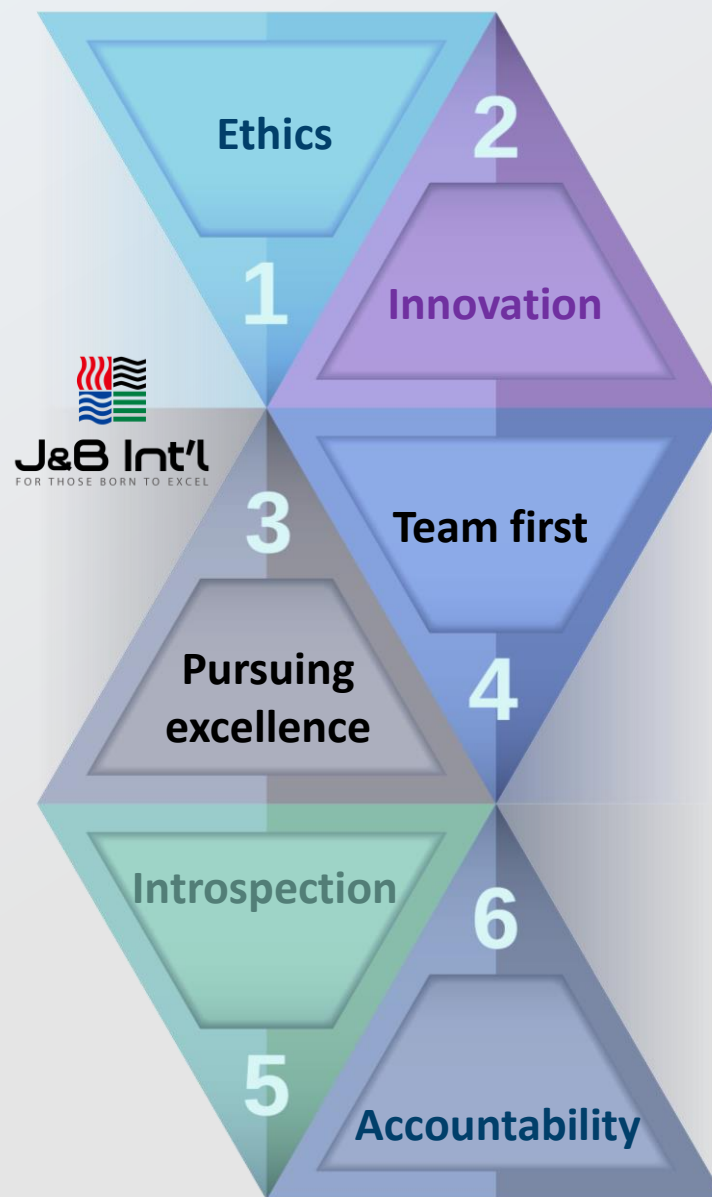 Ethics
1
2
Innovation
J&B Int'l
FOR THOSE BORN TO EXCEL
3
Pursuing
excellence
Team first
4
Introspection
5
6
Accountability